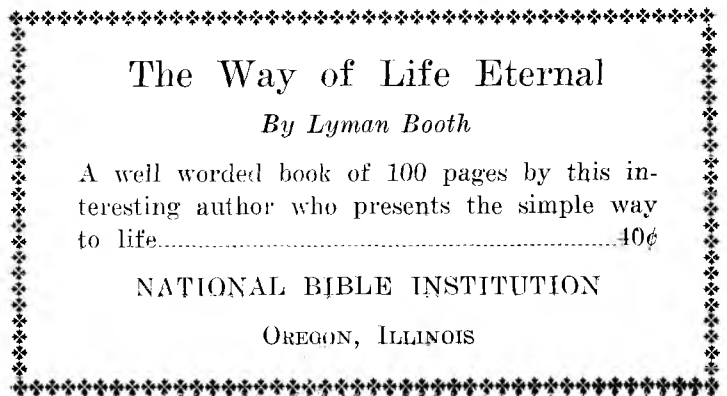 The Way of Life Eternal
By Lyman Booth
A well worded book of 100 pages by this in-
teresting author who presents the simple way
to life 40¢
NATIONAL BIBLE INSTITUTION
OREGON, ILLINOIS